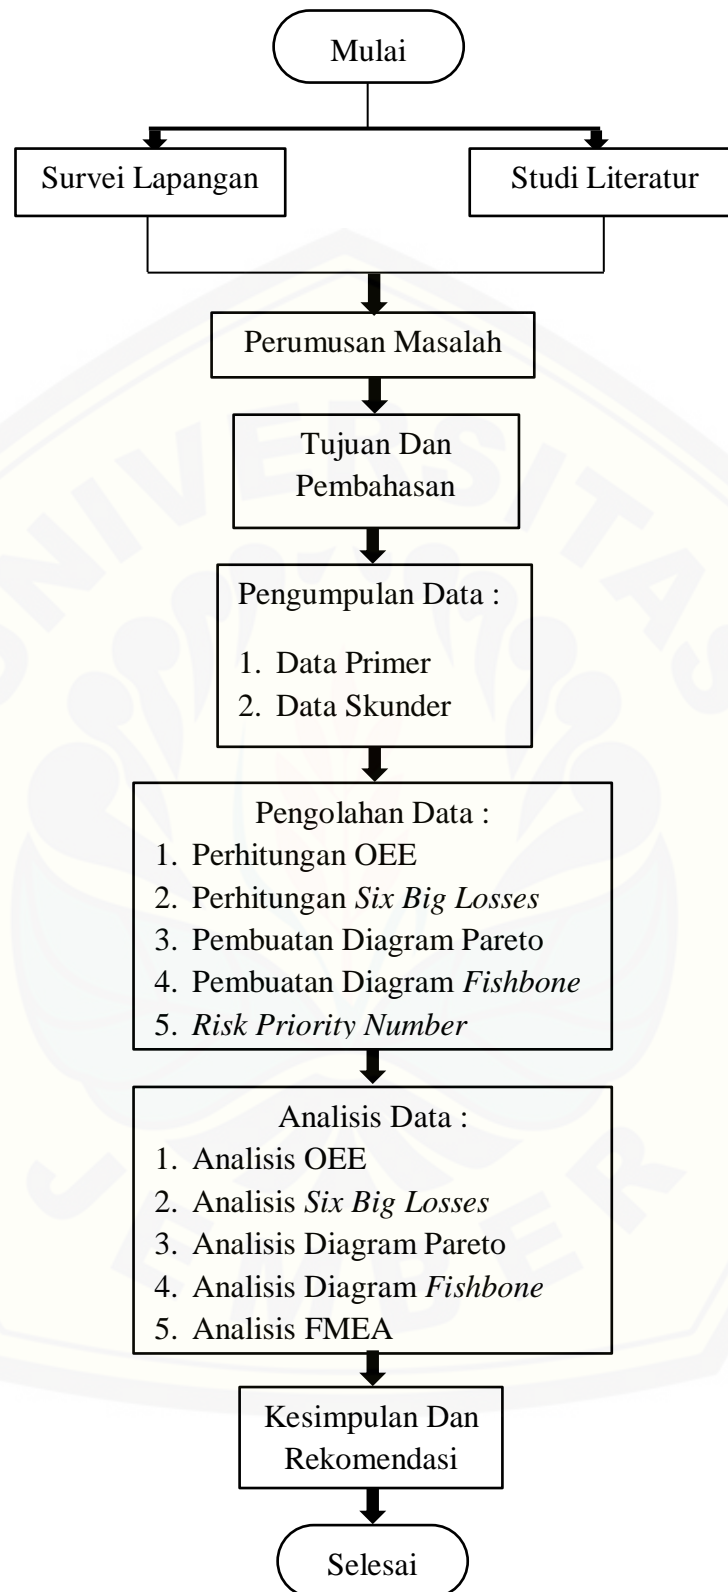 Mulai
Survei Lapangan
Studi Literatur
Perumusan Masalah
Tujuan Dan
Pembahasan
Pengumpulan Data :
1. Data Primer
2. Data Skunder
Pengolahan Data :
1. Perhitungan OEE
2. Perhitungan Six Big Losses
3. Pembuatan Diagram Pareto
4. Pembuatan Diagram Fishbone
5. Risk Priority Number
Analisis Data :
1. Analisis OEE
2. Analisis Six Big Losses
3. Analisis Diagram Pareto
4. Analisis Diagram Fishbone
5. Analisis FMEA
Kesimpulan Dan
Rekomendasi
Selesai
UNIVERSITAS
JEMBER